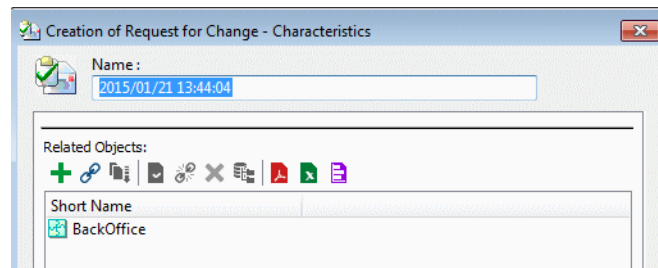 Creation of Request for Change - Characteristics
Name :
2015/01/21 13:44:04
Related Objects:
Short Name
BackOffice